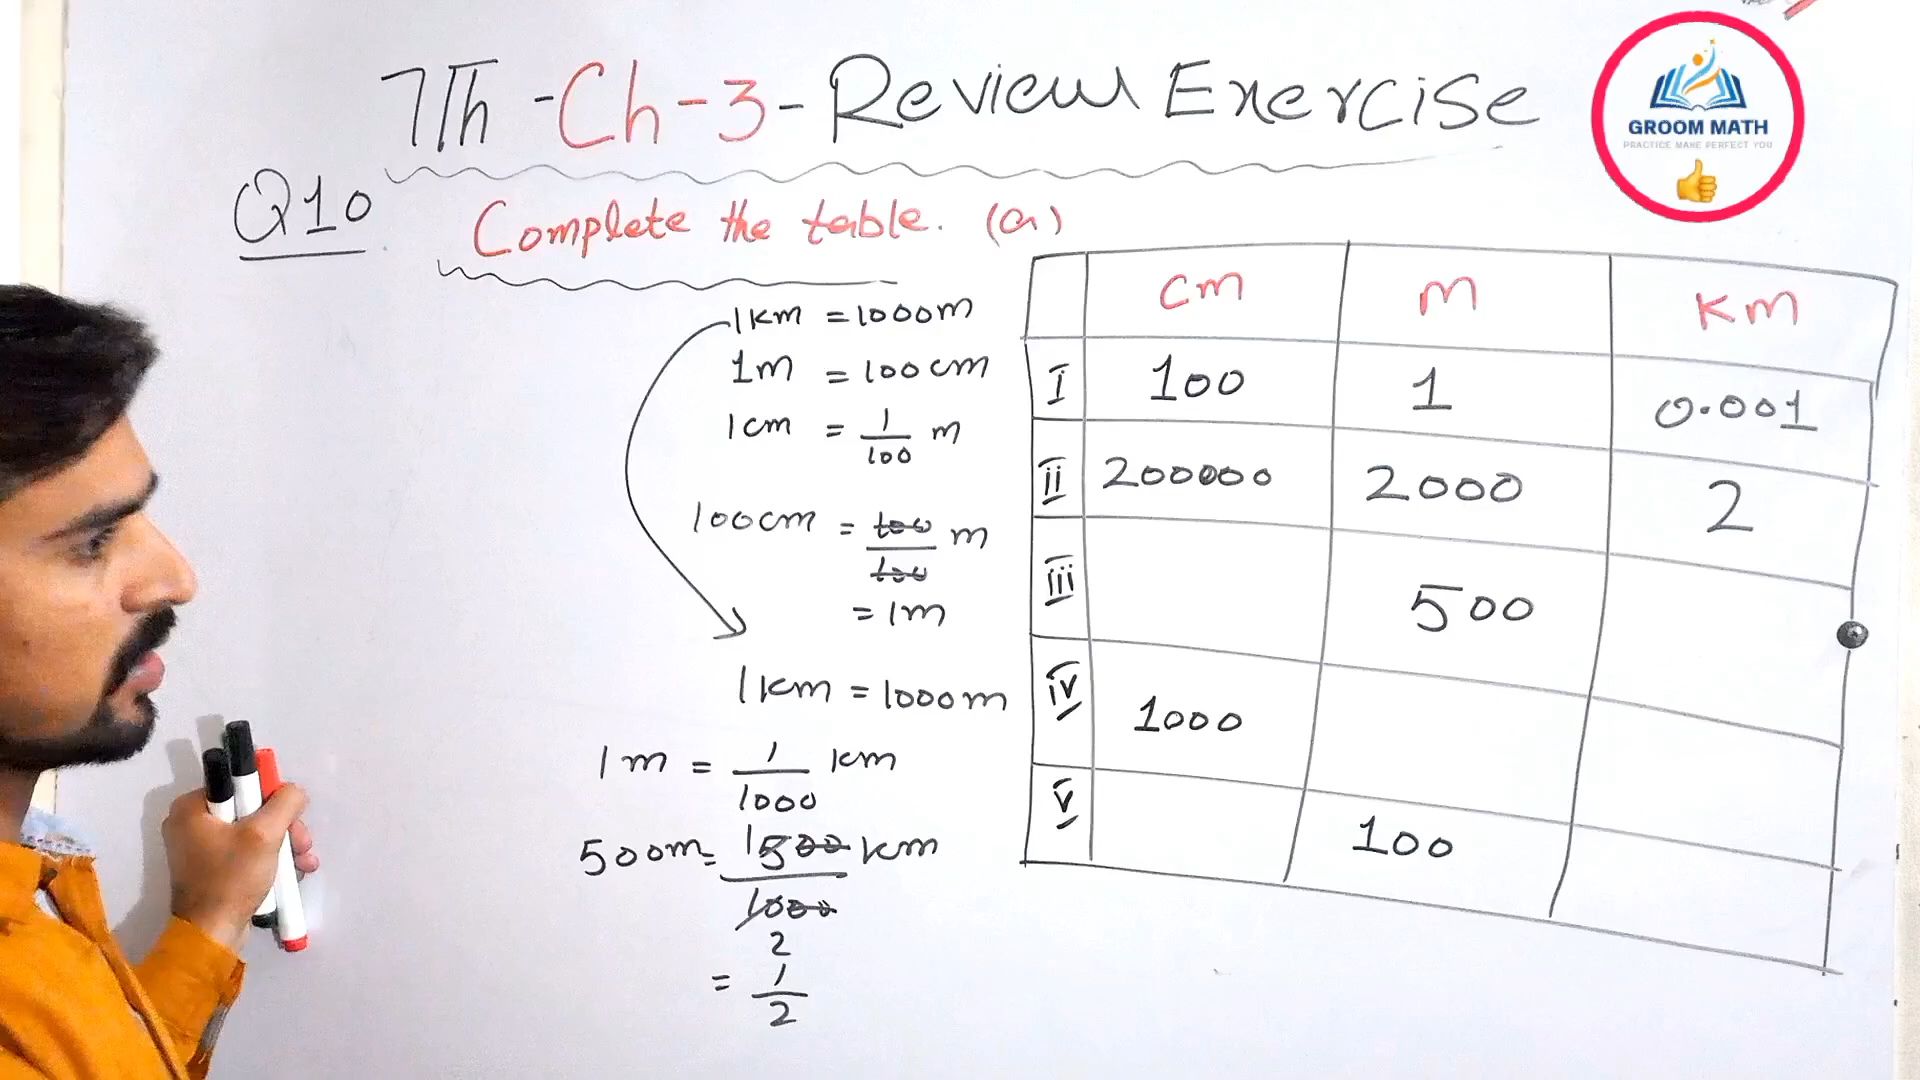 7Th - Ch - 3 - Review Exercise
GROOM MATH
PRACTICE MAKE PERFECT YOU
Q10 Complete the table. (a)
1km = 1000m
1m = 100cm
1cm = 1/100 m
100cm = 100/100 m
= 1m
1km = 1000m
1m = 1/1000 km
500m = 1 500/1000 2 km
= 1/2
cm m Km
I 100 1 0.001
ii 200000 2000 2
iii 500
iv 1000
v 100